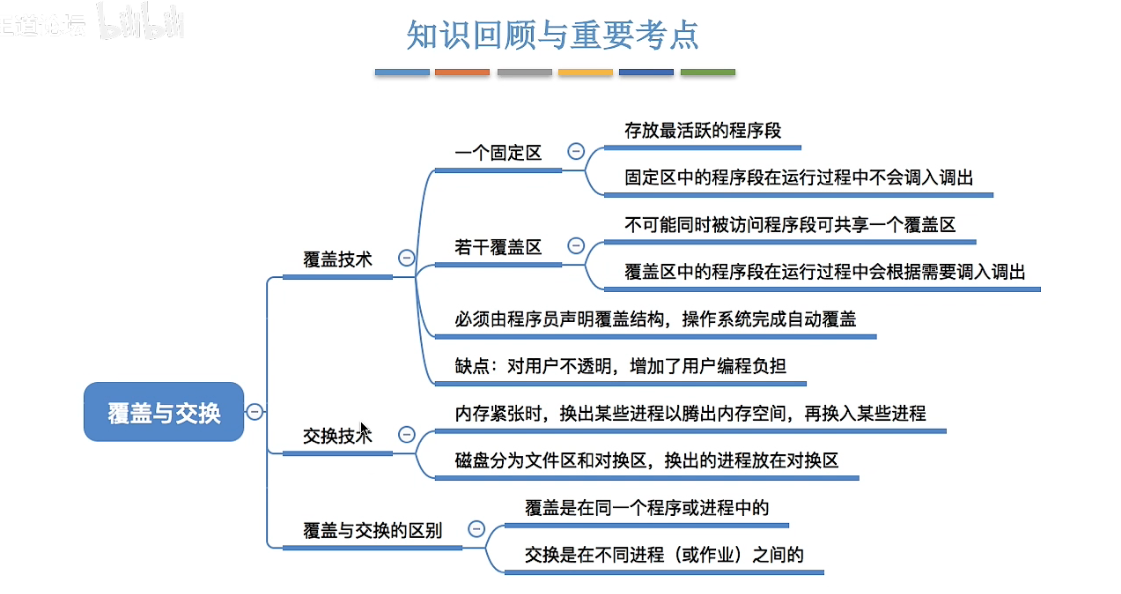 bilibili
知识回顾与重要考点
存放最活跃的程序段
一个固定区
固定区中的程序段在运行过程中不会调入调出
不可能同时被访问程序段可共享一个覆盖区
若干覆盖区
覆盖技术
覆盖区中的程序段在运行过程中会根据需要调入调出
必须由程序员声明覆盖结构，操作系统完成自动覆盖
缺点：对用户不透明，增加了用户编程负担
覆盖与交换
内存紧张时，换出某些进程以腾出内存空间，再换入某些进程
交换技术
磁盘分为文件区和对换区，换出的进程放在对换区
覆盖是在同一个程序或进程中的
覆盖与交换的区别
交换是在不同进程（或作业）之间的